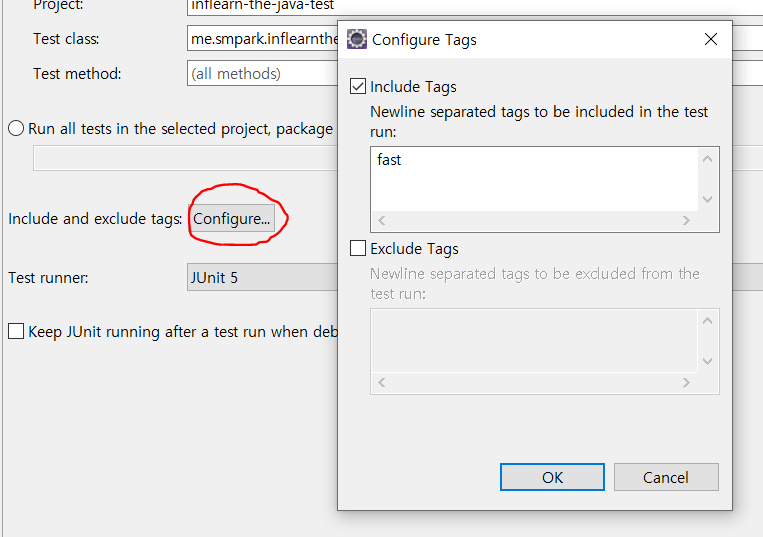 Project:
inflearn-the-java-test
Test class:
me.smpark.inflearnthe
Test method:
(all methods)
Run all tests in the selected project, package
Include and exclude tags:
Configure...
Test runner:
JUnit 5
Keep JUnit running after a test run when deb
Configure Tags
Include Tags
Newline separated tags to be included in the test
run:
fast
Exclude Tags
Newline separated tags to be excluded from the
test run:
OK
Cancel